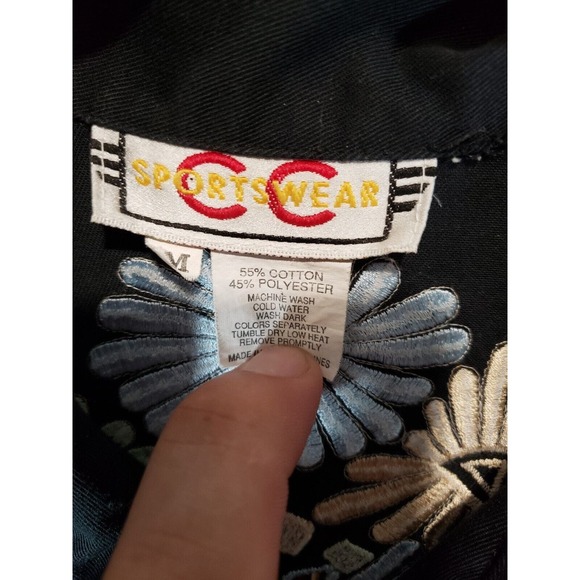 CC
SPORTSWEAR
M
55% COTTON
45% POLYESTER
MACHINE WASH
COLD WATER
WASH DARK
COLORS SEPARATELY
TUMBLE DRY LOW HEAT
REMOVE PROMPTLY
MADE